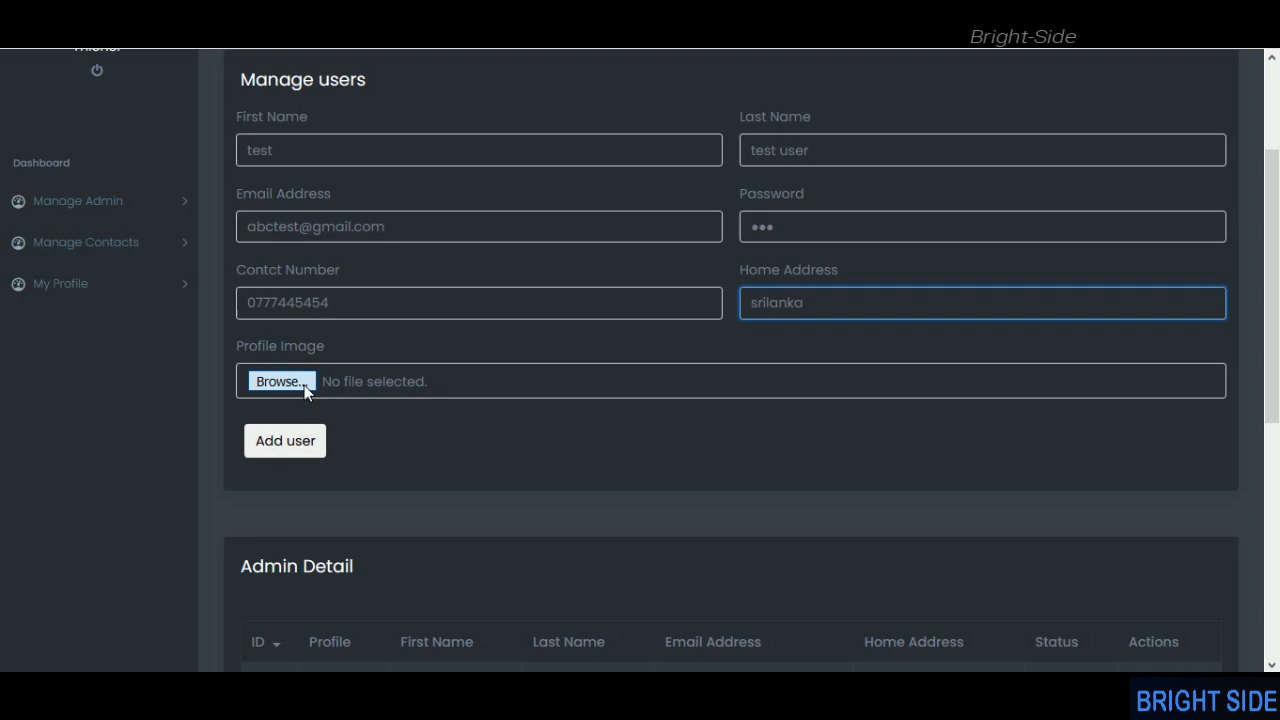 Bright-Side
Manage users
First Name
Last Name
test
test user
Dashboard
Email Address
Password
Manage Admin
abctest@gmail.com
•••
Manage Contacts
Contct Number
Home Address
My Profile
0777445454
srilanka
Profile Image
Browse... No file selected.
Add user
Admin Detail
ID Profile First Name Last Name Email Address Home Address Status Actions
BRIGHT SIDE